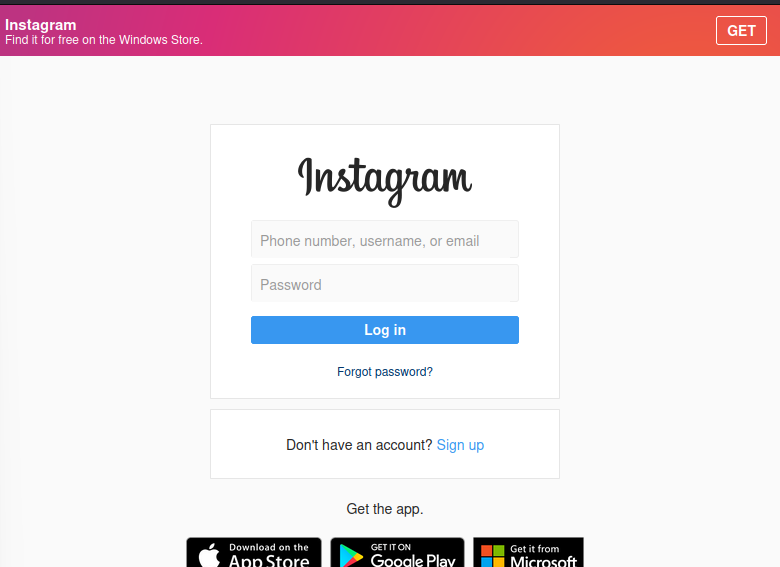 Instagram
Find it for free on the Windows Store.
GET
Instagram
Phone number, username, or email
Password
Log in
Forgot password?
Don't have an account? Sign up
Get the app.
Download on the
App Store
GET IT ON
Google Play
Get it from
Microsoft